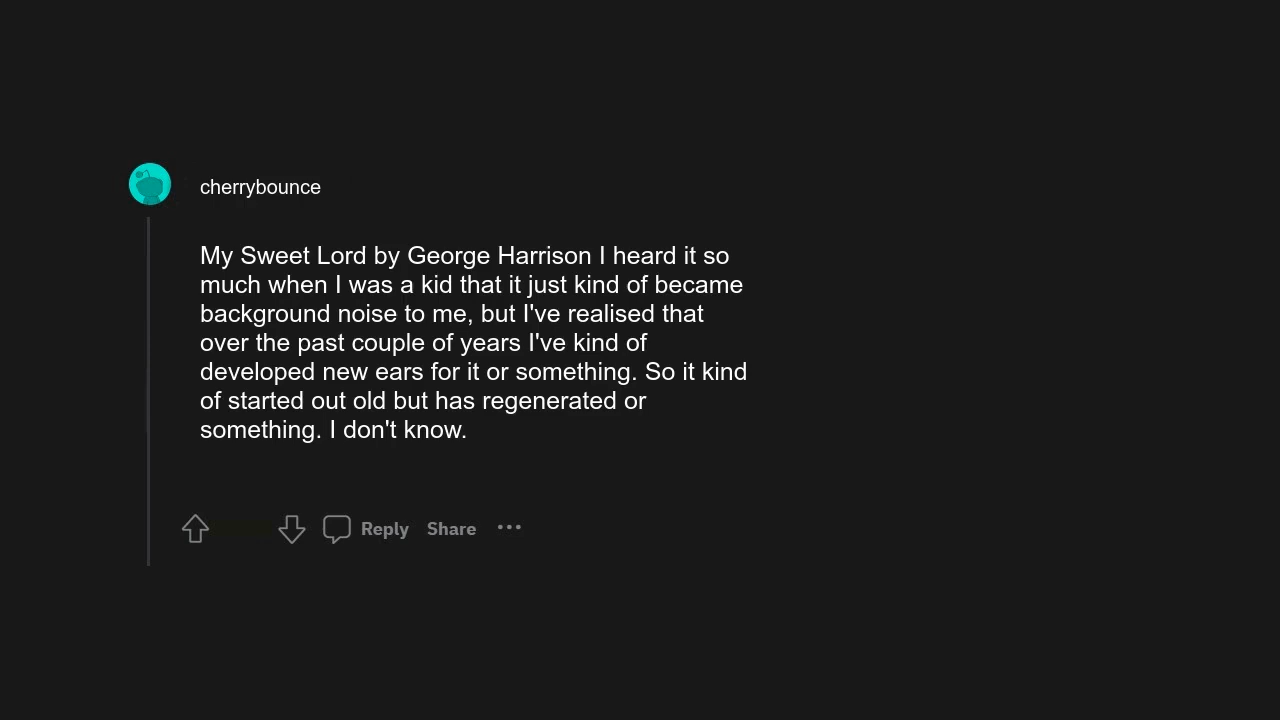 cherrybounce
My Sweet Lord by George Harrison I heard it so
much when I was a kid that it just kind of became
background noise to me, but I've realised that
over the past couple of years I've kind of
developed new ears for it or something. So it kind
of started out old but has regenerated or
something. I don't know.
Reply Share